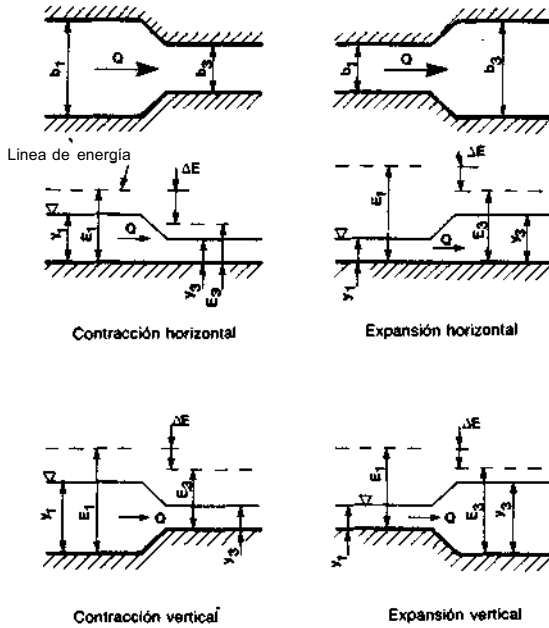 b₁ Q b₃
b₁ Q b₃
Linea de energía
ΔE
y₁ E₁ Q y₃ E₃
ΔE
y₁ E₁ Q E₃ y₃
Contracción horizontal
Expansión horizontal
ΔE
y₁ E₁ Q E₃ y₃
ΔE
y₁ E₁ Q E₃ y₃
Contracción vertical
Expansión vertical